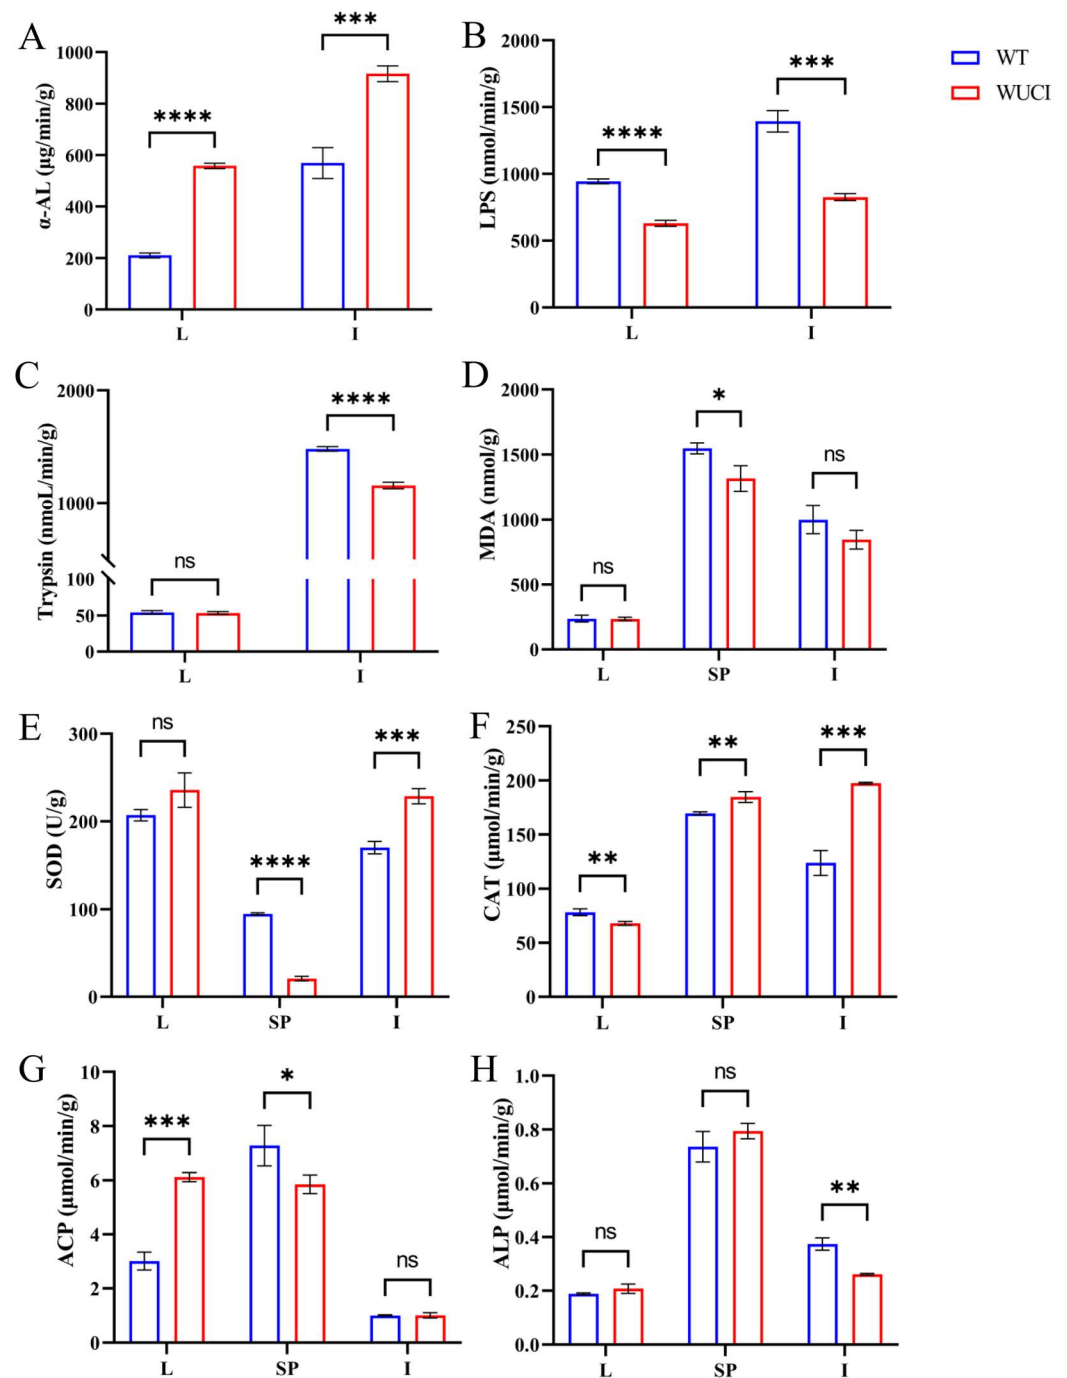 A
α-AL (μg/min/g)
1000
800
600
400
200
0
****
***
L
I
B
LPS (nmol/min/g)
2000
1500
1000
500
0
****
***
L
I
WT
WUCI
C
Trypsin (nmoL/min/g)
2000
1000
100
50
0
ns
****
L
I
D
MDA (nmol/g)
2000
1500
1000
500
0
ns
*
ns
L
SP
I
E
SOD (U/g)
300
200
100
0
ns
****
***
L
SP
I
F
CAT (μmol/min/g)
250
200
150
100
50
0
**
**
***
L
SP
I
G
ACP (μmol/min/g)
10
8
6
4
2
0
***
*
ns
L
SP
I
H
ALP (μmol/min/g)
1.0
0.8
0.6
0.4
0.2
0.0
ns
ns
**
L
SP
I